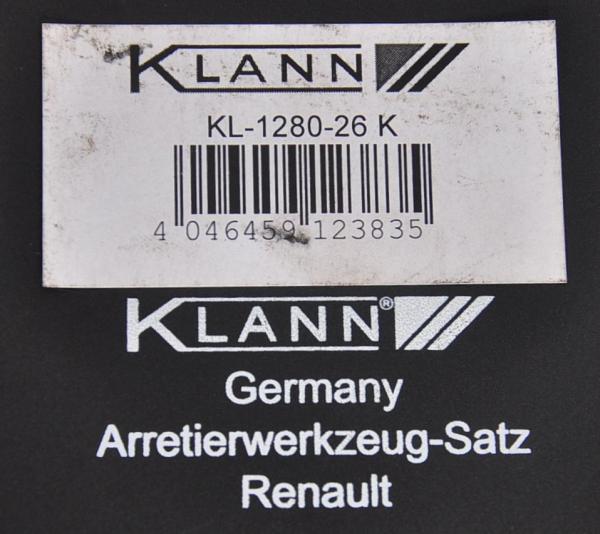 KLANN
KL-1280-26 K
4 046459 123835
KLANN®
Germany
Arretierwerkzeug-Satz
Renault